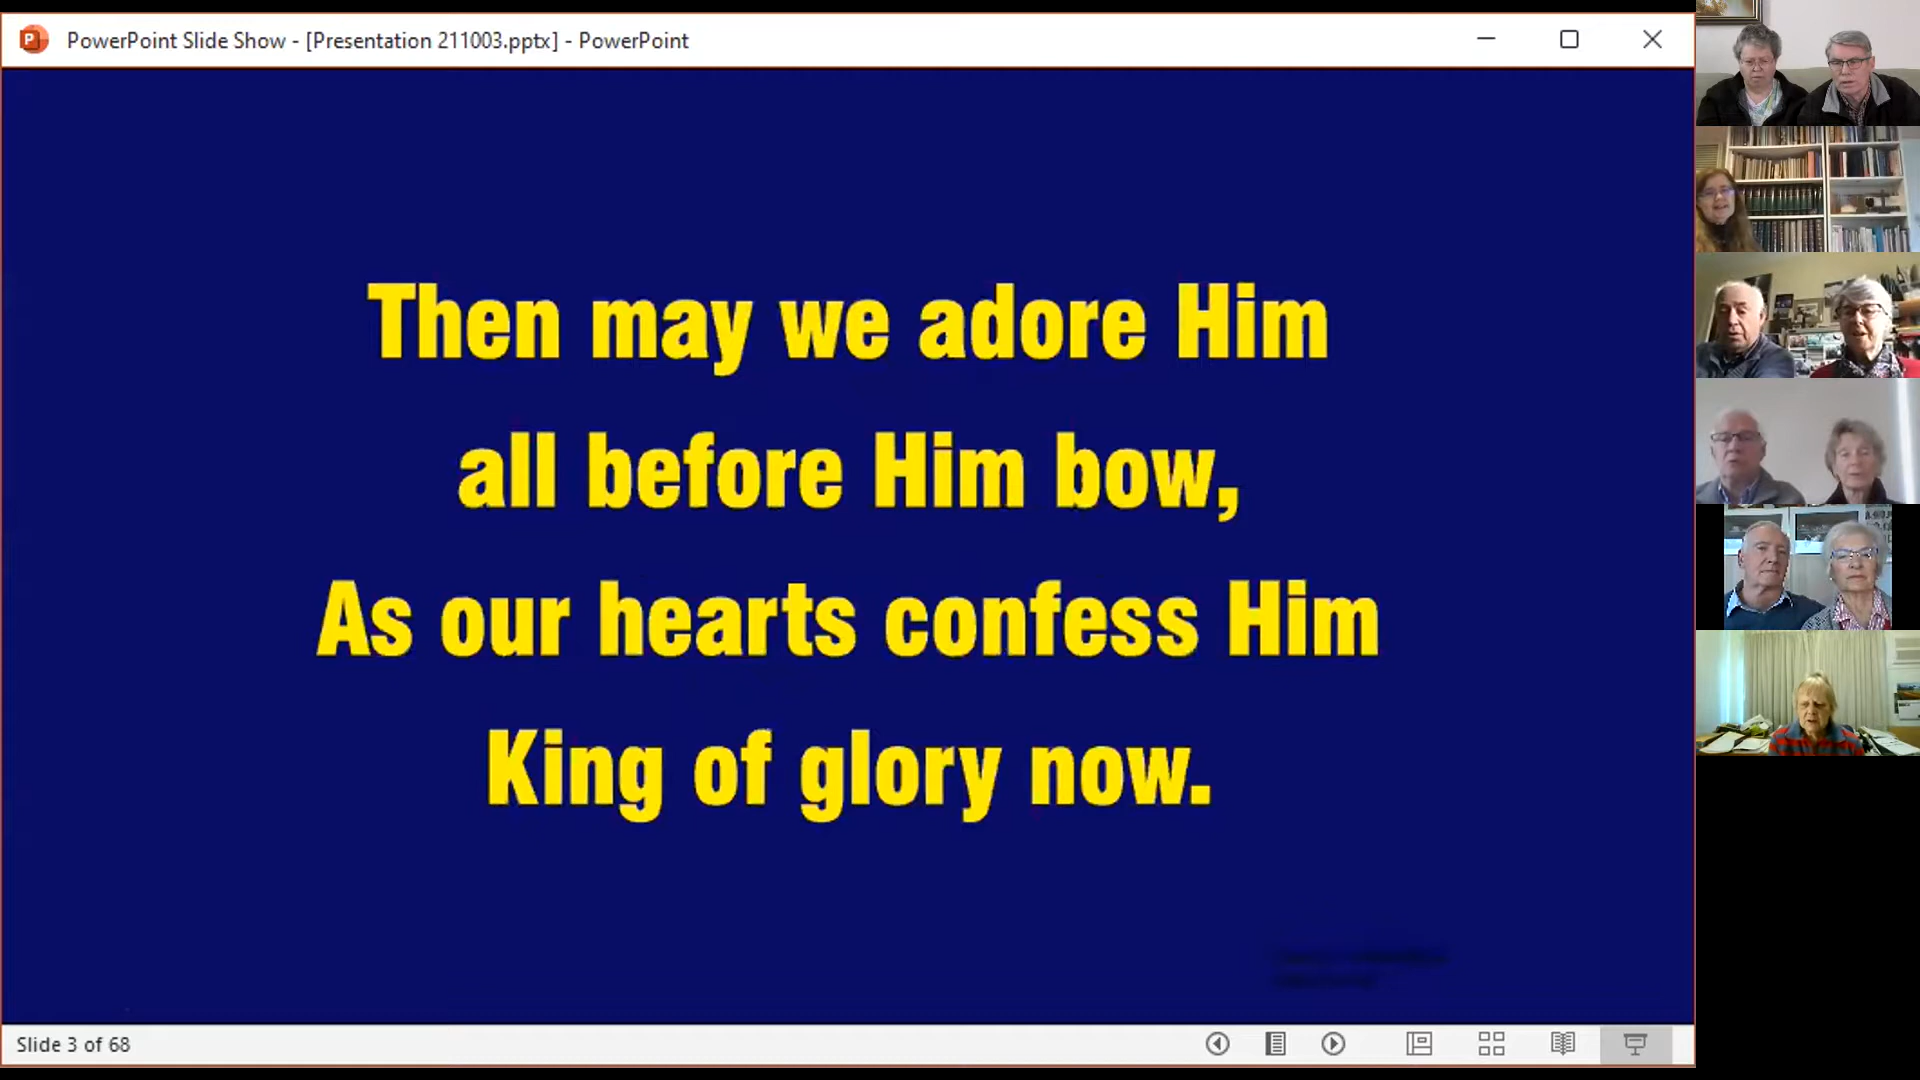 PowerPoint Slide Show - [Presentation 211003.pptx] - PowerPoint
Then may we adore Him
all before Him bow,
As our hearts confess Him
King of glory now.
Slide 3 of 68